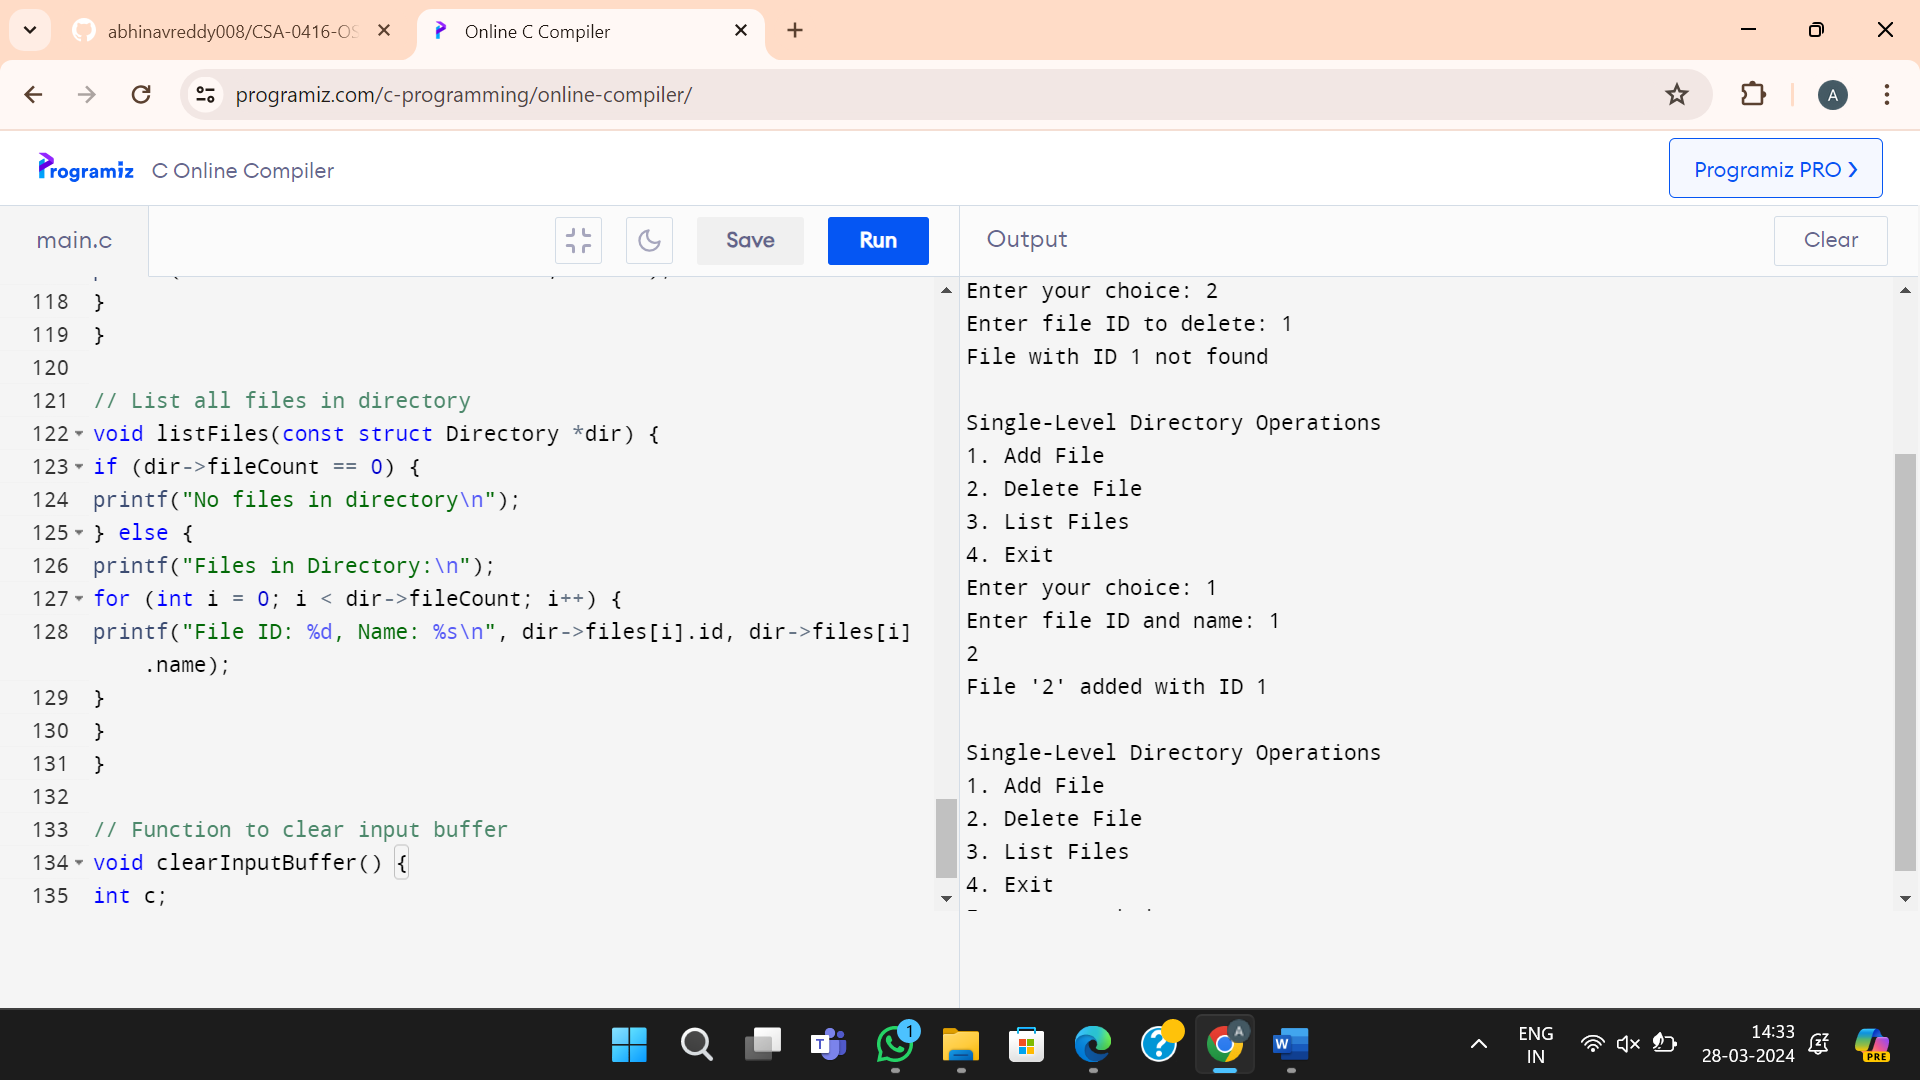 abhinavreddy008/CSA-0416-OS
Online C Compiler
programiz.com/c-programming/online-compiler/
A
Programiz
C Online Compiler
Programiz PRO
main.c
Save
Run
Output
Clear
118 }
119 }
120
121 // List all files in directory
122 void listFiles(const struct Directory *dir) {
123 if (dir->fileCount == 0) {
124 printf("No files in directory\n");
125 } else {
126 printf("Files in Directory:\n");
127 for (int i = 0; i < dir->fileCount; i++) {
128 printf("File ID: %d, Name: %s\n", dir->files[i].id, dir->files[i]
.name);
129 }
130 }
131 }
132
133 // Function to clear input buffer
134 void clearInputBuffer() {
135 int c;
Enter your choice: 2
Enter file ID to delete: 1
File with ID 1 not found
Single-Level Directory Operations
1. Add File
2. Delete File
3. List Files
4. Exit
Enter your choice: 1
Enter file ID and name: 1
2
File '2' added with ID 1
Single-Level Directory Operations
1. Add File
2. Delete File
3. List Files
4. Exit
1
A
ENG
IN
14:33
28-03-2024
PRE